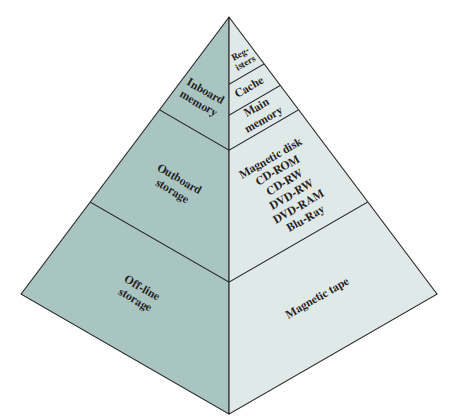 Reg-
isters
Cache
Main
memory
Inboard
memory
Magnetic disk
CD-ROM
CD-RW
DVD-RW
DVD-RAM
Blu-Ray
Outboard
storage
Magnetic tape
Off-line
storage